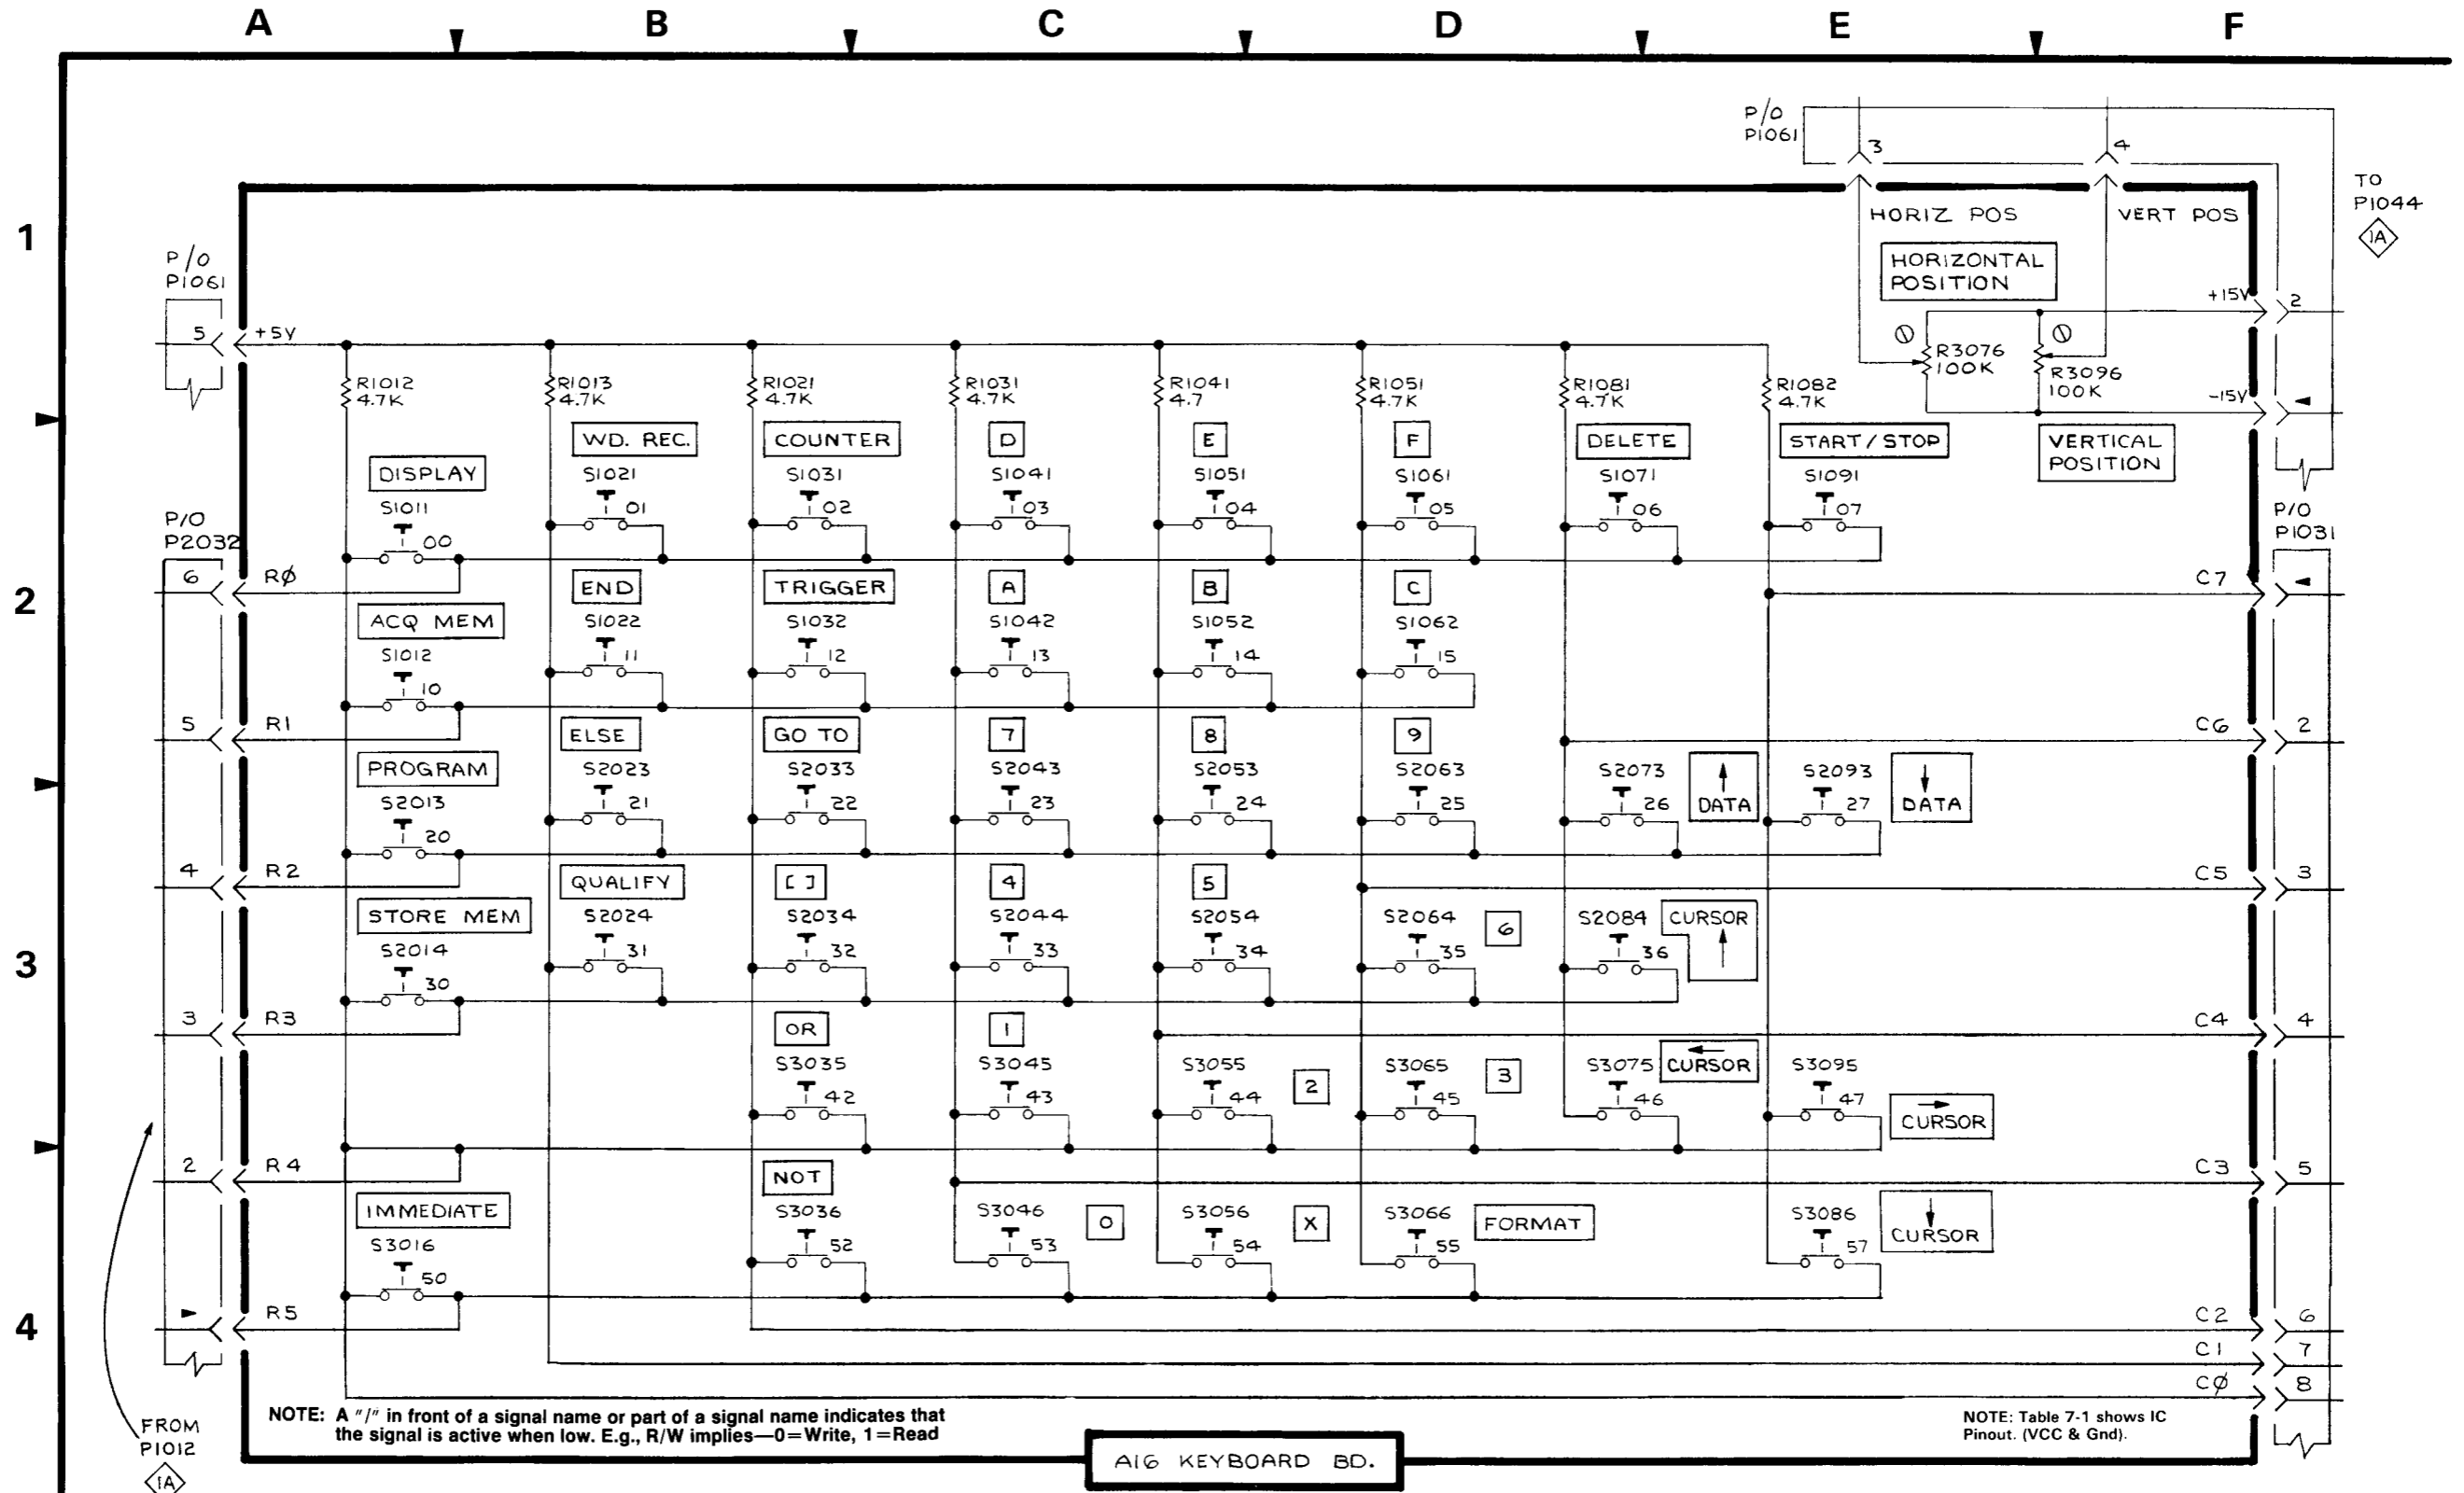 A B C D E F
1
2
3
4
P/O
P1061
3
4
TO
P1044
1A
HORIZ POS
VERT POS
HORIZONTAL
POSITION
P/O
P1061
5
+5V
+15V
2
R3076
100K
R3096
100K
-15V
VERTICAL
POSITION
R1012
4.7K
R1013
4.7K
R1021
4.7K
R1031
4.7K
R1041
4.7
R1051
4.7K
R1081
4.7K
R1082
4.7K
DISPLAY
S1011
00
WD. REC.
S1021
01
COUNTER
S1031
02
D
S1041
03
E
S1051
04
F
S1061
05
DELETE
S1071
06
START/STOP
S1091
07
P/O
P2032
6
RØ
P/O
P1031
C7
ACQ MEM
S1012
10
END
S1022
11
TRIGGER
S1032
12
A
S1042
13
B
S1052
14
C
S1062
15
5
R1
C6
2
PROGRAM
S2013
20
ELSE
S2023
21
GO TO
S2033
22
7
S2043
23
8
S2053
24
9
S2063
25
S2073
26
↑
DATA
S2093
27
↓
DATA
4
R2
C5
3
STORE MEM
S2014
30
QUALIFY
S2024
31
[ ]
S2034
32
4
S2044
33
5
S2054
34
S2064
35
6
S2084
36
CURSOR
↑
3
R3
C4
4
OR
S3035
42
1
S3045
43
S3055
44
2
S3065
45
3
S3075
46
←
CURSOR
S3095
47
→
CURSOR
2
R4
C3
5
IMMEDIATE
S3016
50
NOT
S3036
52
S3046
53
0
S3056
54
X
S3066
55
FORMAT
S3086
57
↓
CURSOR
R5
C2
6
C1
7
CØ
8
FROM
P1012
1A
NOTE: A "/" in front of a signal name or part of a signal name indicates that
the signal is active when low. E.g., R/W implies—0=Write, 1=Read
NOTE: Table 7-1 shows IC
Pinout. (VCC & Gnd).
A16 KEYBOARD BD.